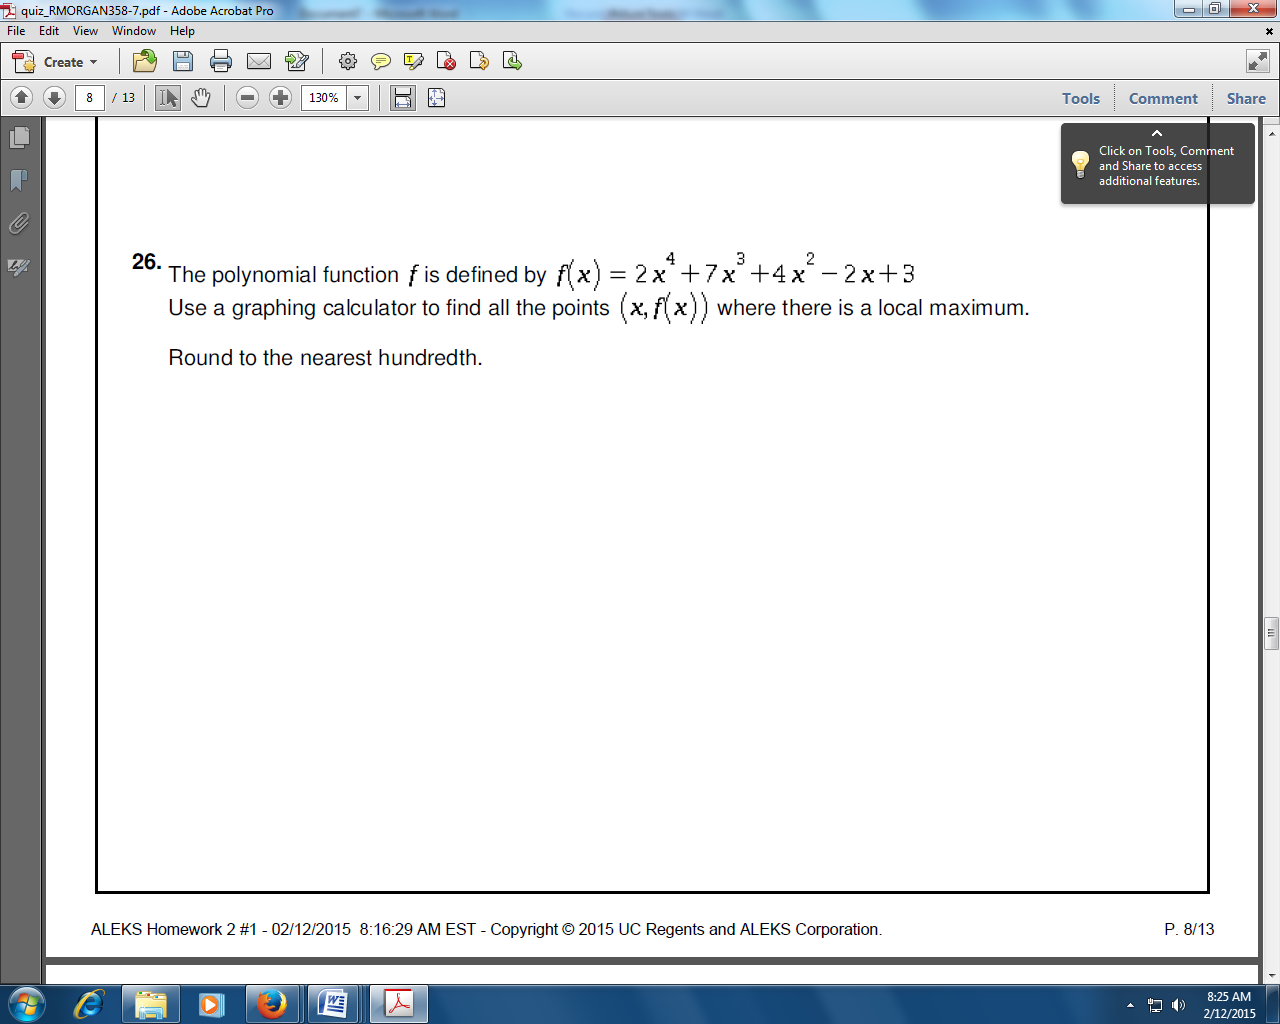 quiz_RMORGAN358-7.pdf - Adobe Acrobat Pro
File Edit View Window Help
Create
8 / 13 130% Tools Comment Share
Click on Tools, Comment
and Share to access
additional features.
26. The polynomial function f is defined by f(x) = 2x⁴+7x³+4x²−2x+3
Use a graphing calculator to find all the points (x, f(x)) where there is a local maximum.
Round to the nearest hundredth.
ALEKS Homework 2 #1 - 02/12/2015 8:16:29 AM EST - Copyright © 2015 UC Regents and ALEKS Corporation. P. 8/13
8:25 AM
2/12/2015